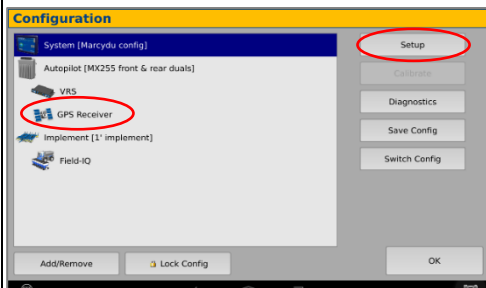 Configuration
System [Marcydu config]
Setup
Autopilot [MX255 front & rear duals]
Calibrate
VRS
Diagnostics
GPS Receiver
Save Config
Implement [1' implement]
Switch Config
Field-IQ
Add/Remove
Lock Config
OK